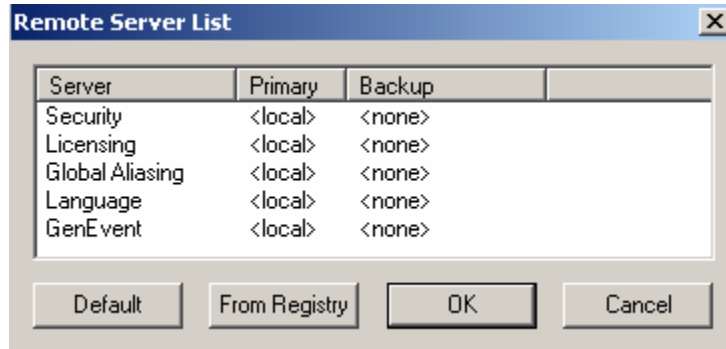 Remote Server List
Server Primary Backup
Security <local> <none>
Licensing <local> <none>
Global Aliasing <local> <none>
Language <local> <none>
GenEvent <local> <none>
Default From Registry OK Cancel